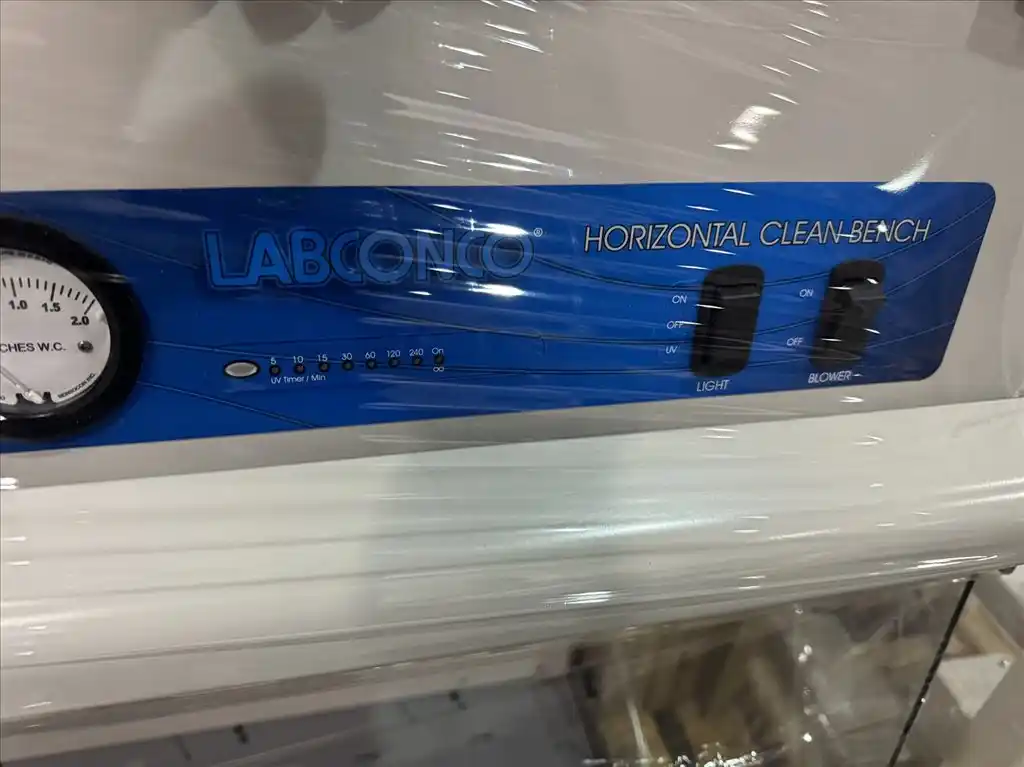 LABCONCO®
HORIZONTAL CLEAN BENCH
1.0 1.5 2.0
CHES W.C.
5 10 15 30 60 120 240 On
∞
UV Timer / Min
ON
OFF
UV
LIGHT
ON
OFF
BLOWER